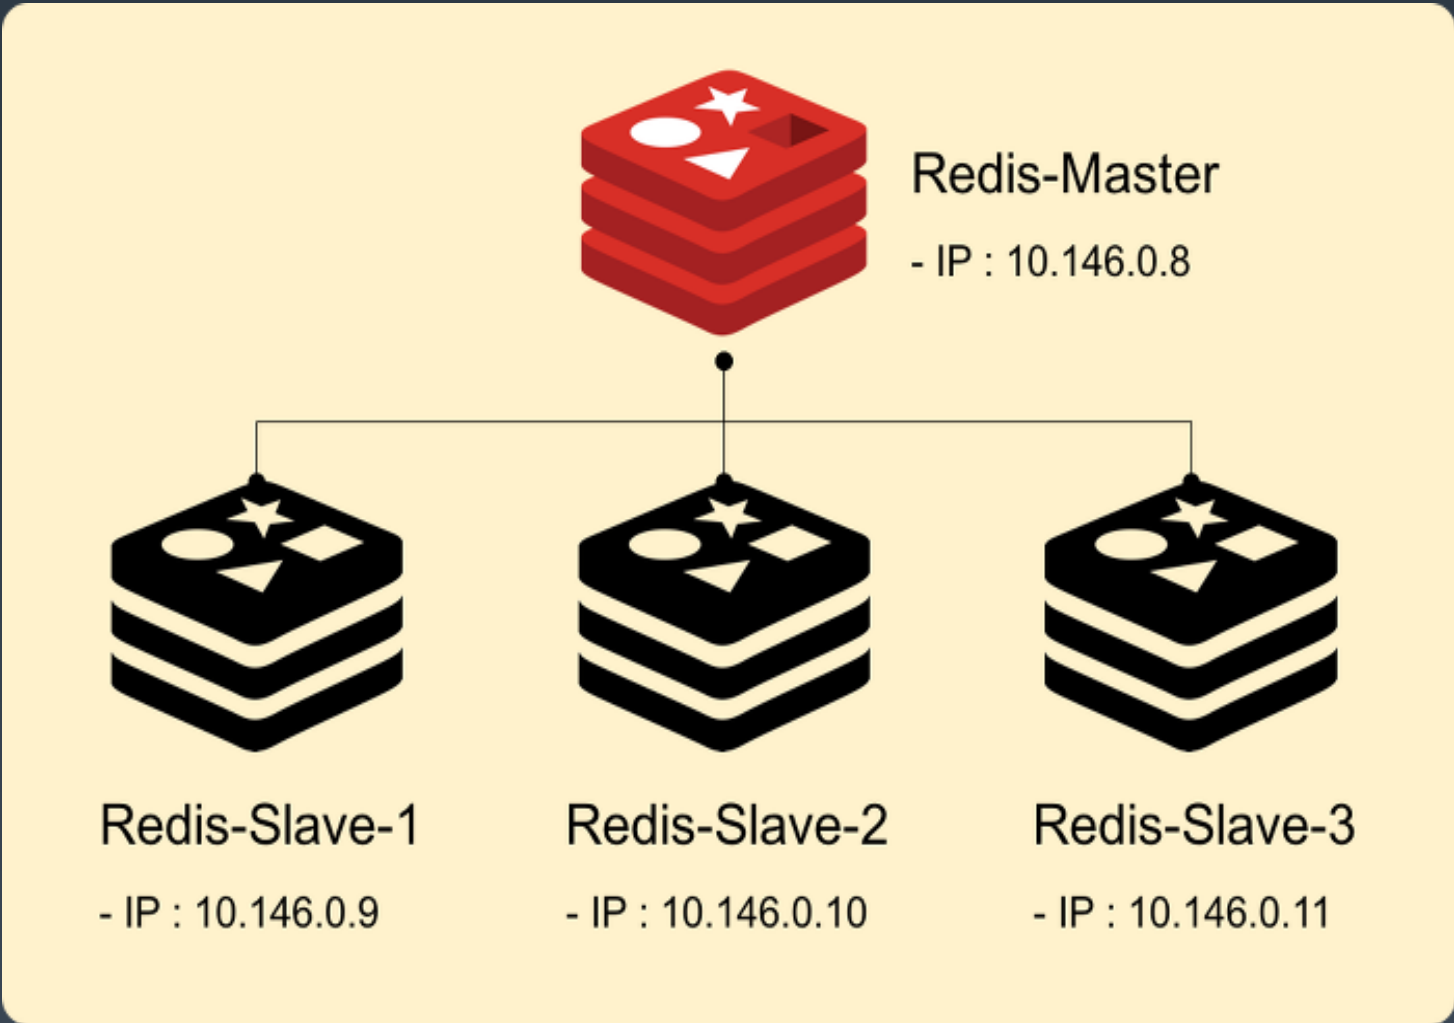 Redis-Master
- IP : 10.146.0.8
Redis-Slave-1
- IP : 10.146.0.9
Redis-Slave-2
- IP : 10.146.0.10
Redis-Slave-3
- IP : 10.146.0.11